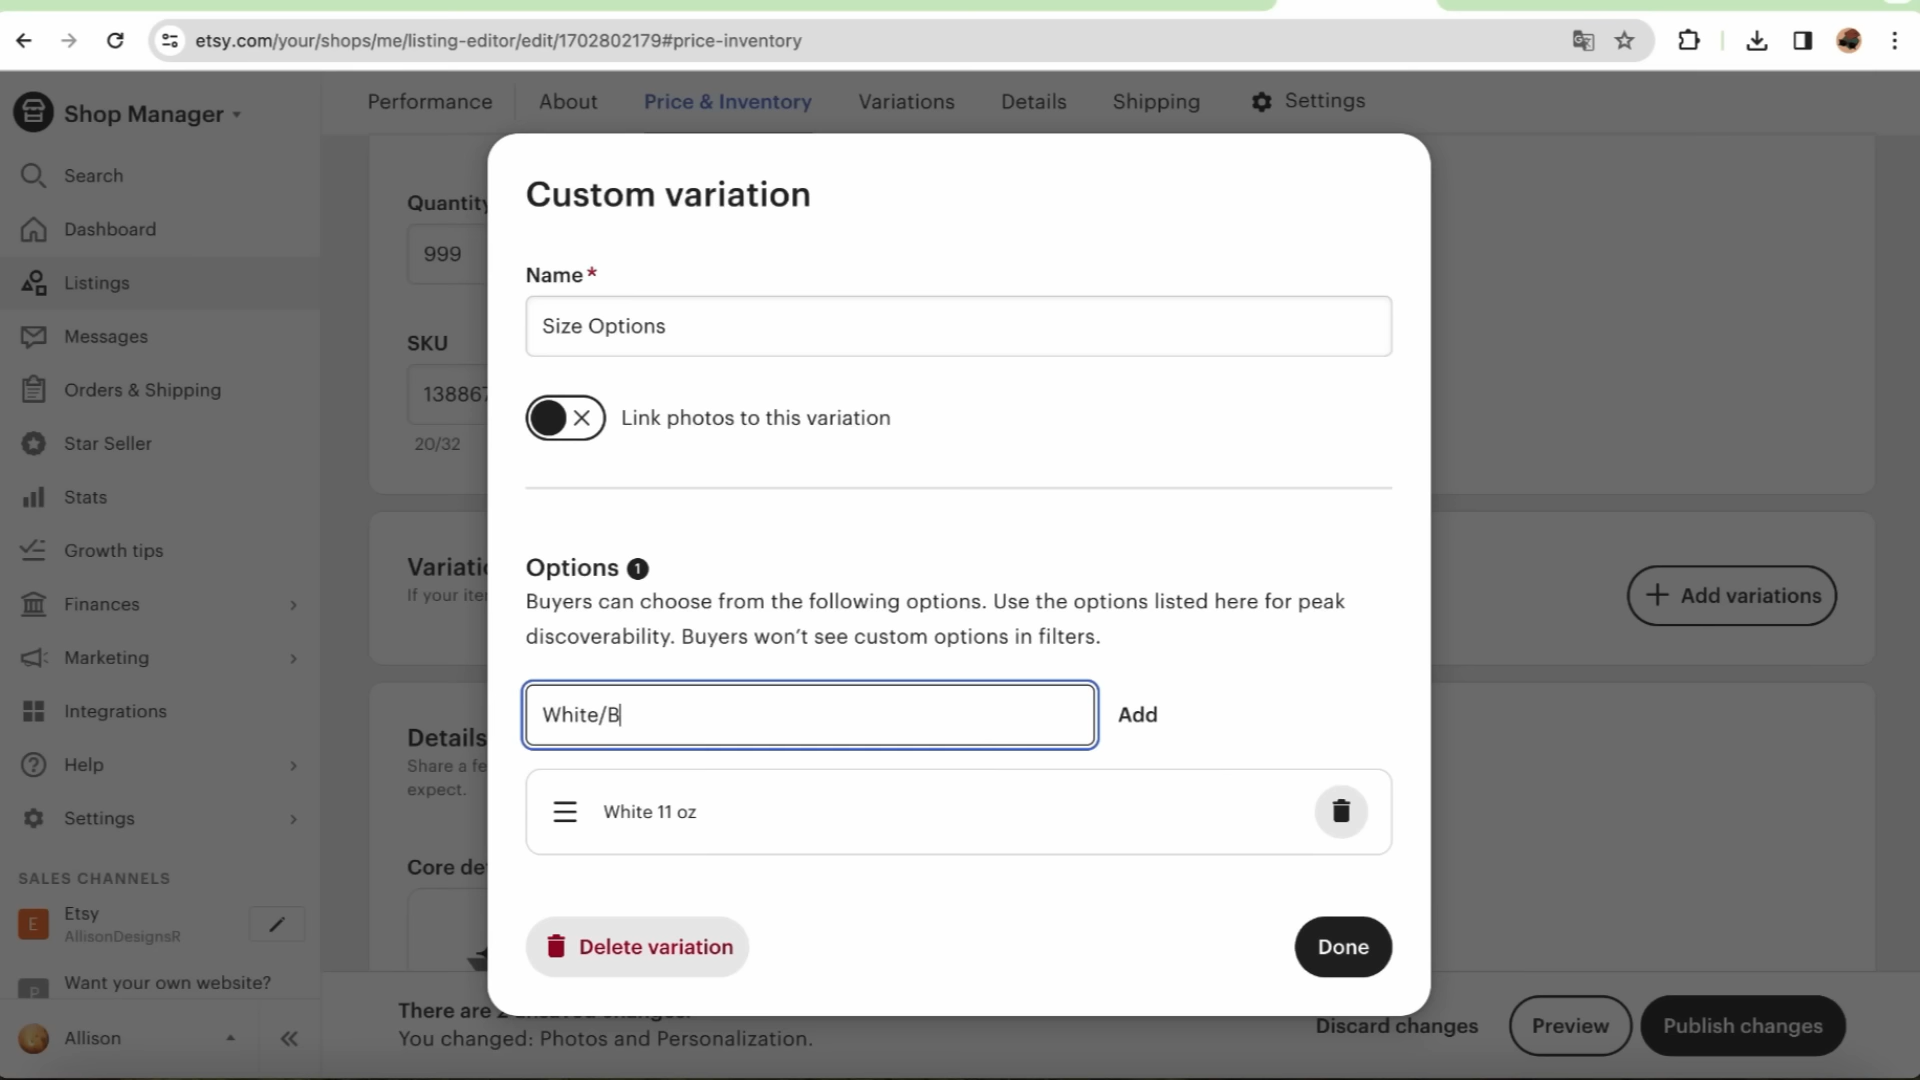 etsy.com/your/shops/me/listing-editor/edit/1702802179#price-inventory
Shop Manager
Performance
About
Price & Inventory
Variations
Details
Shipping
Settings
Search
Dashboard
Listings
Messages
Orders & Shipping
Star Seller
Stats
Growth tips
Finances
Marketing
Integrations
Help
Settings
SALES CHANNELS
E
Etsy
AllisonDesignsR
P
Want your own website?
Allison
Quantity
999
SKU
138867
20/32
If your
+ Add variations
Details
Share a
expect.
Core
Custom variation
Name*
Size Options
Link photos to this variation
Options 1
Buyers can choose from the following options. Use the options listed here for peak
discoverability. Buyers won't see custom options in filters.
White/B
Add
White 11 oz
Delete variation
Done
There are
You changed: Photos and Personalization.
Discard changes
Preview
Publish changes